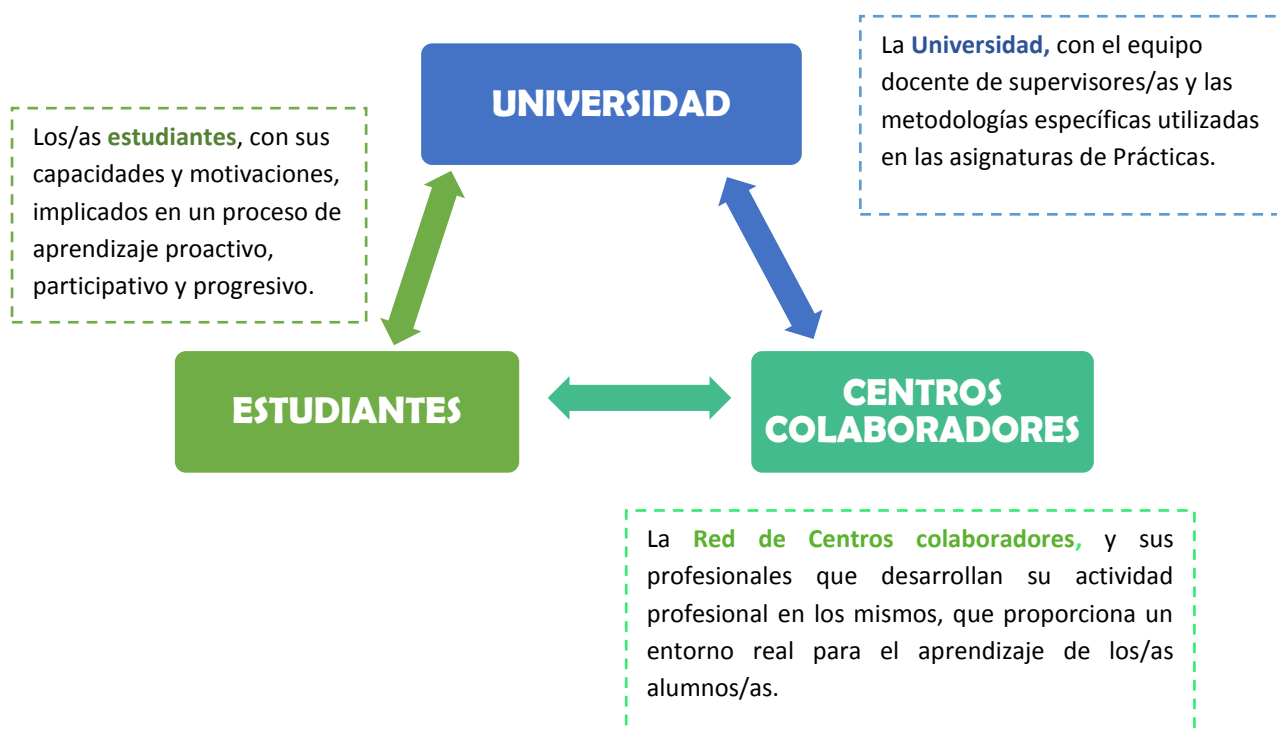 UNIVERSIDAD
La Universidad, con el equipo
docente de supervisores/as y las
metodologías específicas utilizadas
en las asignaturas de Prácticas.
Los/as estudiantes, con sus
capacidades y motivaciones,
implicados en un proceso de
aprendizaje proactivo,
participativo y progresivo.
ESTUDIANTES
CENTROS
COLABORADORES
La Red de Centros colaboradores, y sus
profesionales que desarrollan su actividad
profesional en los mismos, que proporciona un
entorno real para el aprendizaje de los/as
alumnos/as.